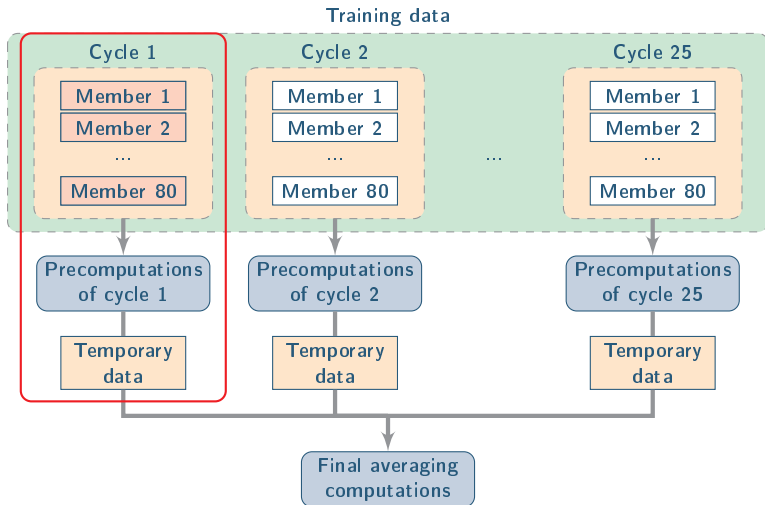 Training data
Cycle 1
Member 1
Member 2
...
Member 80
Precomputations
of cycle 1
Temporary
data
Cycle 2
Member 1
Member 2
...
Member 80
Precomputations
of cycle 2
Temporary
data
...
Cycle 25
Member 1
Member 2
...
Member 80
Precomputations
of cycle 25
Temporary
data
Final averaging
computations